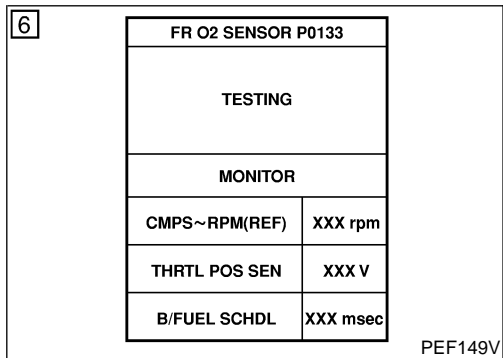 6
FR O2 SENSOR P0133
TESTING
MONITOR
CMPS~RPM(REF) XXX rpm
THRTL POS SEN XXX V
B/FUEL SCHDL XXX msec
PEF149V